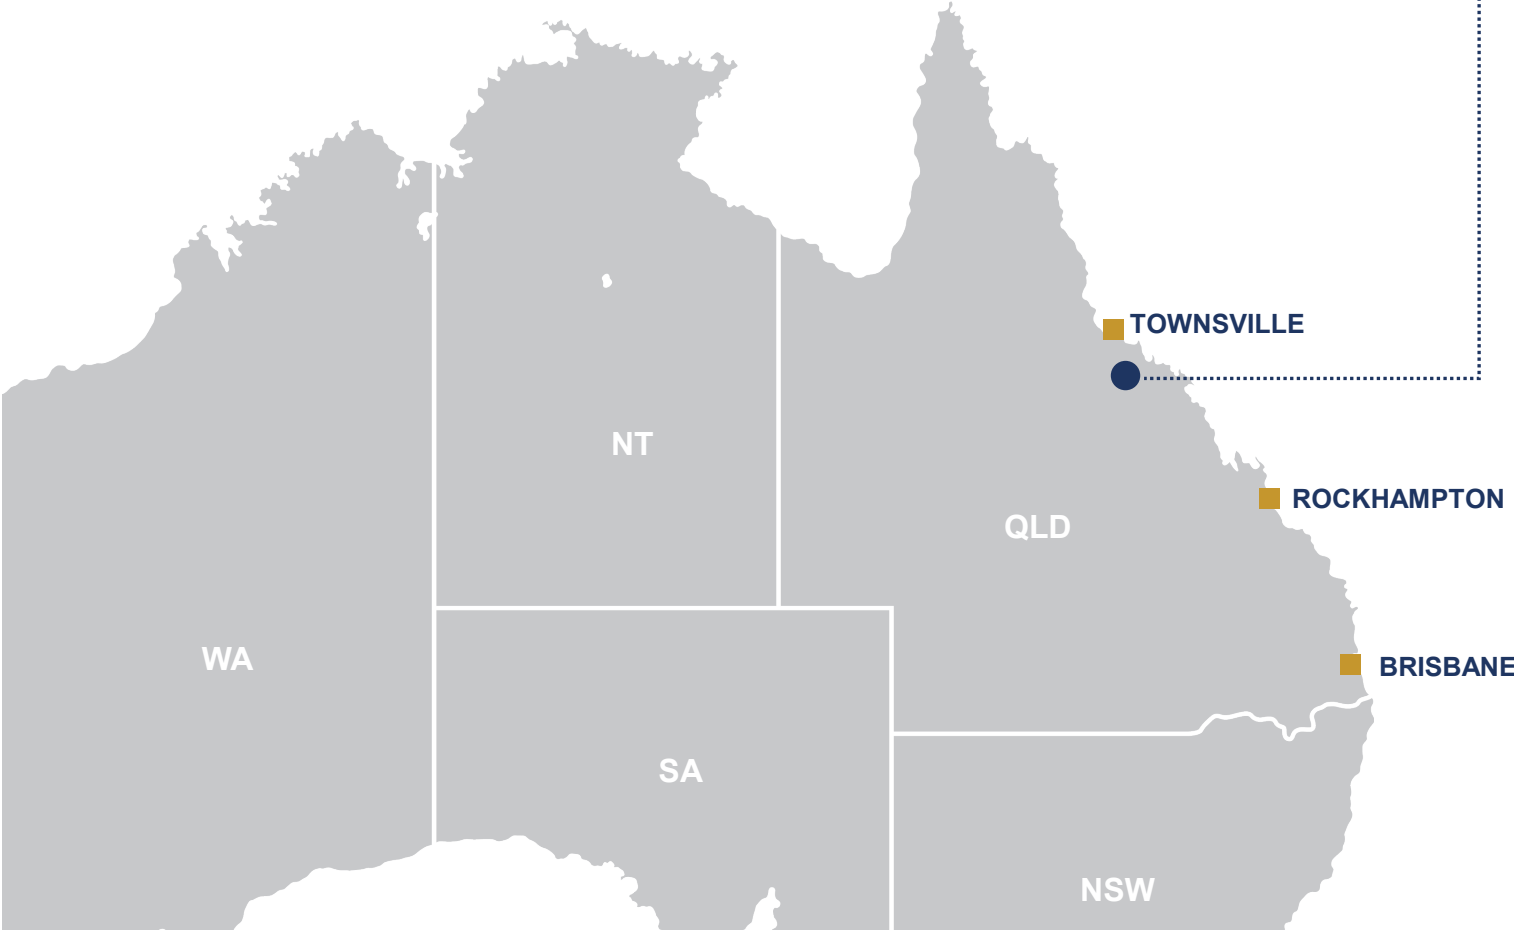 TOWNSVILLE
NT
ROCKHAMPTON
QLD
WA
BRISBANE
SA
NSW